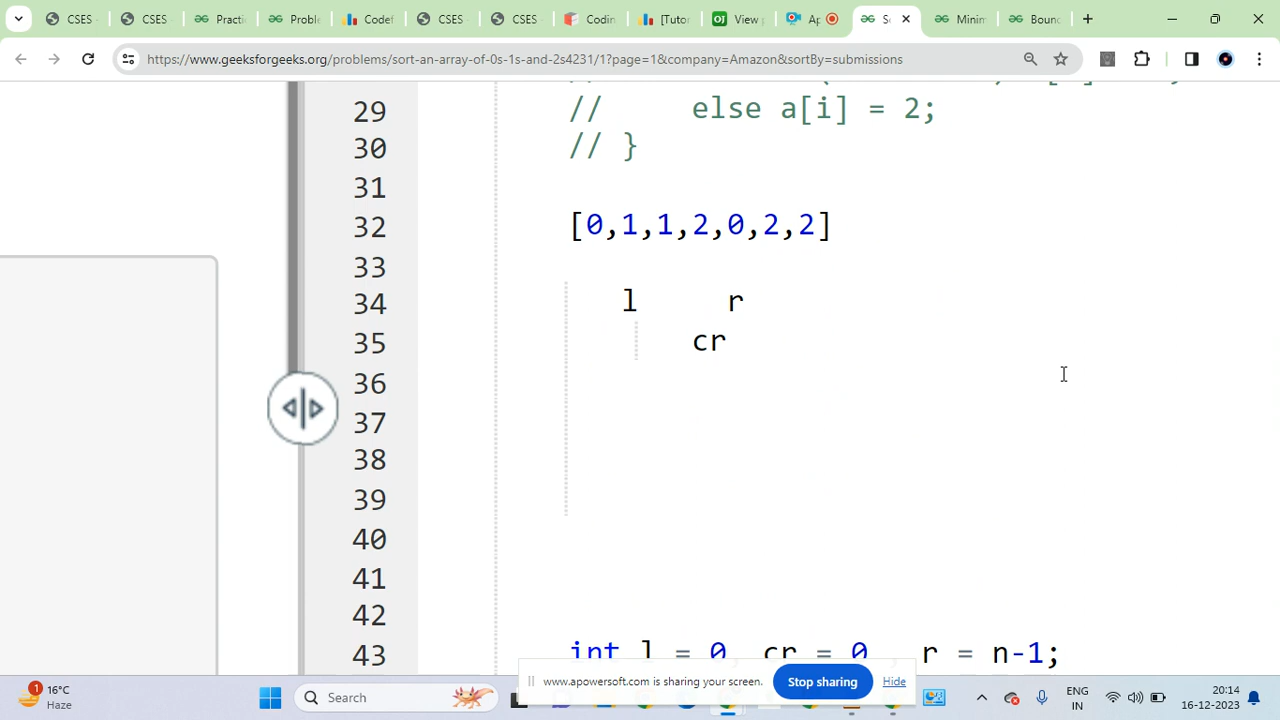 CSES
CSES
Practi
Proble
Codef
CSES
CSES
Codin
[Tutor
View p
Ap
So
Minim
Bounc
https://www.geeksforgeeks.org/problems/sort-an-array-of-0s-1s-and-2s4231/1?page=1&company=Amazon&sortBy=submissions
29 // else a[i] = 2;
30 // }
31
32 [0,1,1,2,0,2,2]
33
34 l r
35 cr
36
37
38
39
40
41
42
43 int l = 0, cr = 0, r = n-1;
www.apowersoft.com is sharing your screen. Stop sharing Hide
1 16°C
Haze
Search
ENG
IN
20:14
16-12-2023